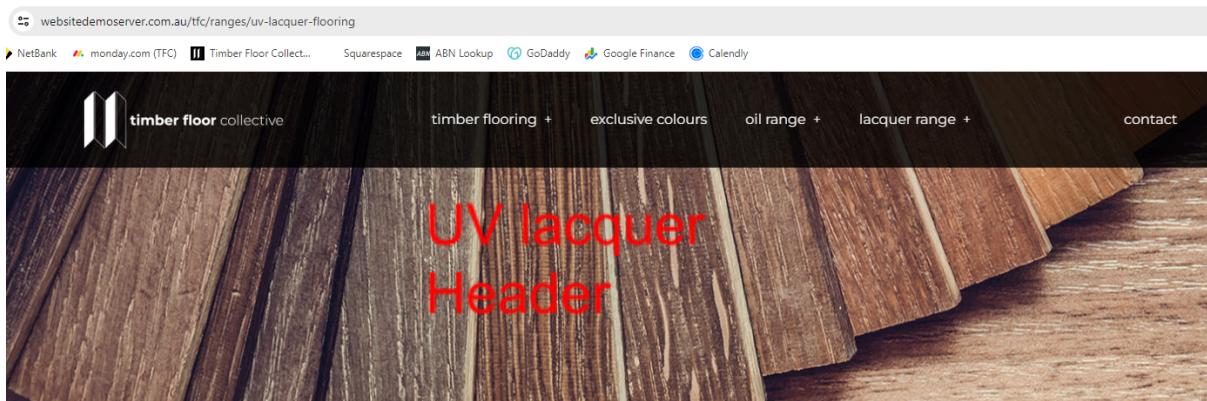 websitedemoserver.com.au/tfc/ranges/uv-lacquer-flooring
NetBank monday.com (TFC) Timber Floor Collect... Squarespace ABN ABN Lookup GoDaddy Google Finance Calendly
timber floor collective timber flooring + exclusive colours oil range + lacquer range + contact
UV lacquer
Header